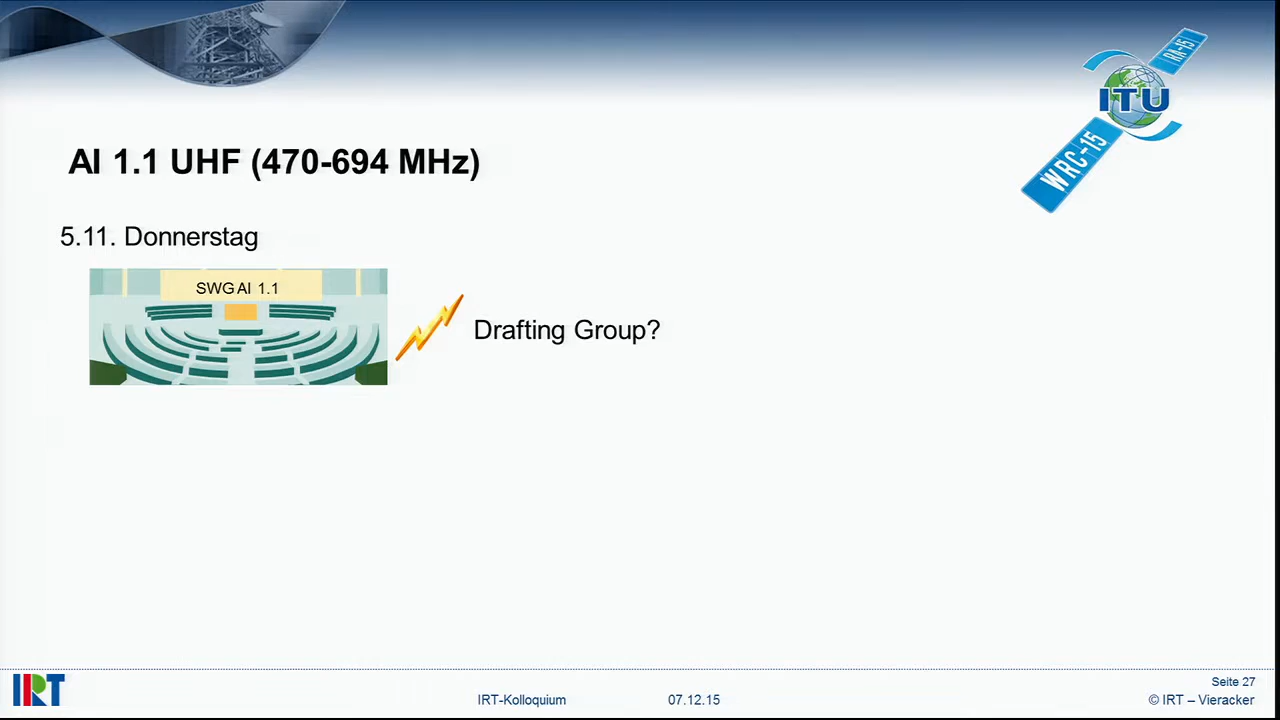 RA-15
ITU
WRC-15
AI 1.1 UHF (470-694 MHz)
5.11. Donnerstag
SWG AI 1.1
Drafting Group?
IRT
IRT-Kolloquium
07.12.15
Seite 27
© IRT – Vieracker